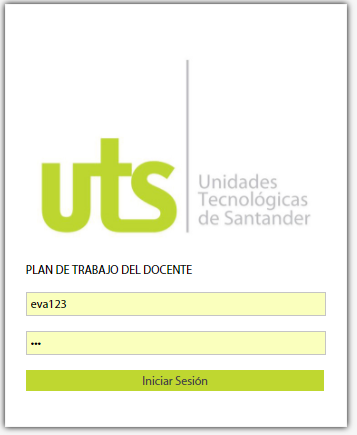 uts
Unidades
Tecnológicas
de Santander
PLAN DE TRABAJO DEL DOCENTE
eva123
•••
Iniciar Sesión